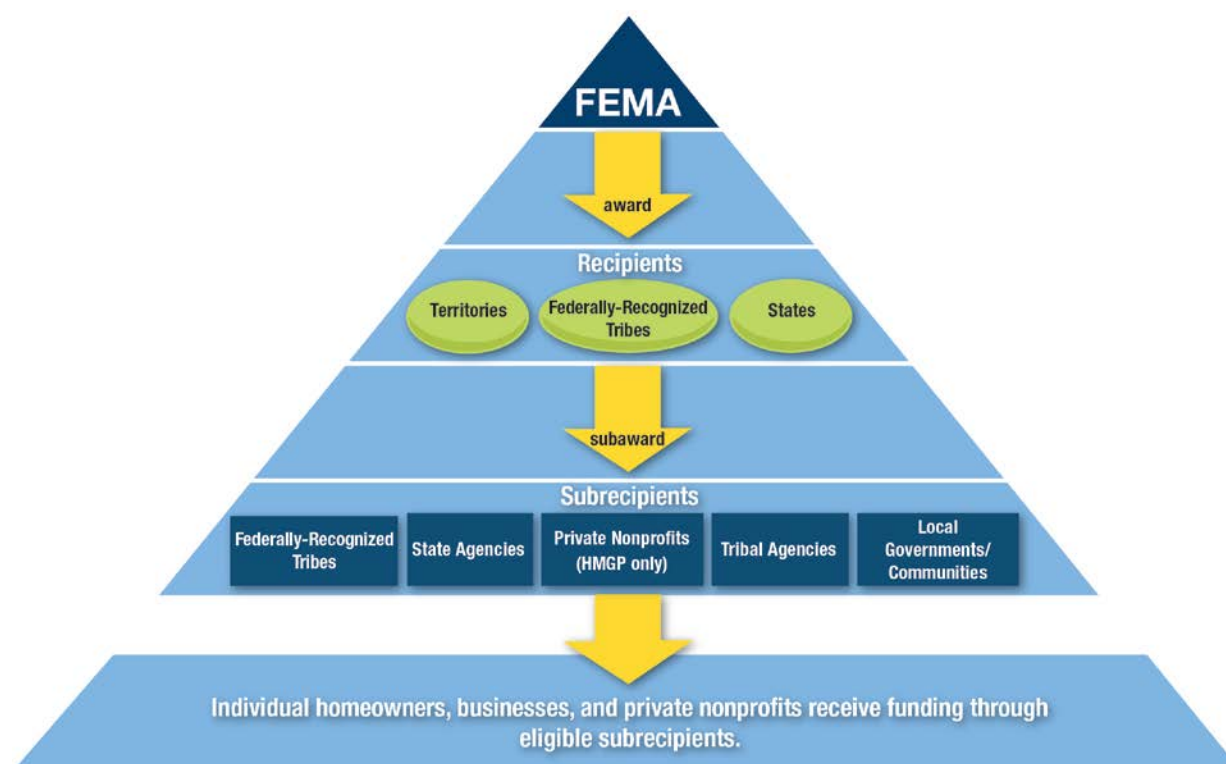 FEMA
award
Recipients
Territories
Federally-Recognized
Tribes
States
subaward
Subrecipients
Federally-Recognized
Tribes
State Agencies
Private Nonprofits
(HMGP only)
Tribal Agencies
Local
Governments/
Communities
Individual homeowners, businesses, and private nonprofits receive funding through
eligible subrecipients.